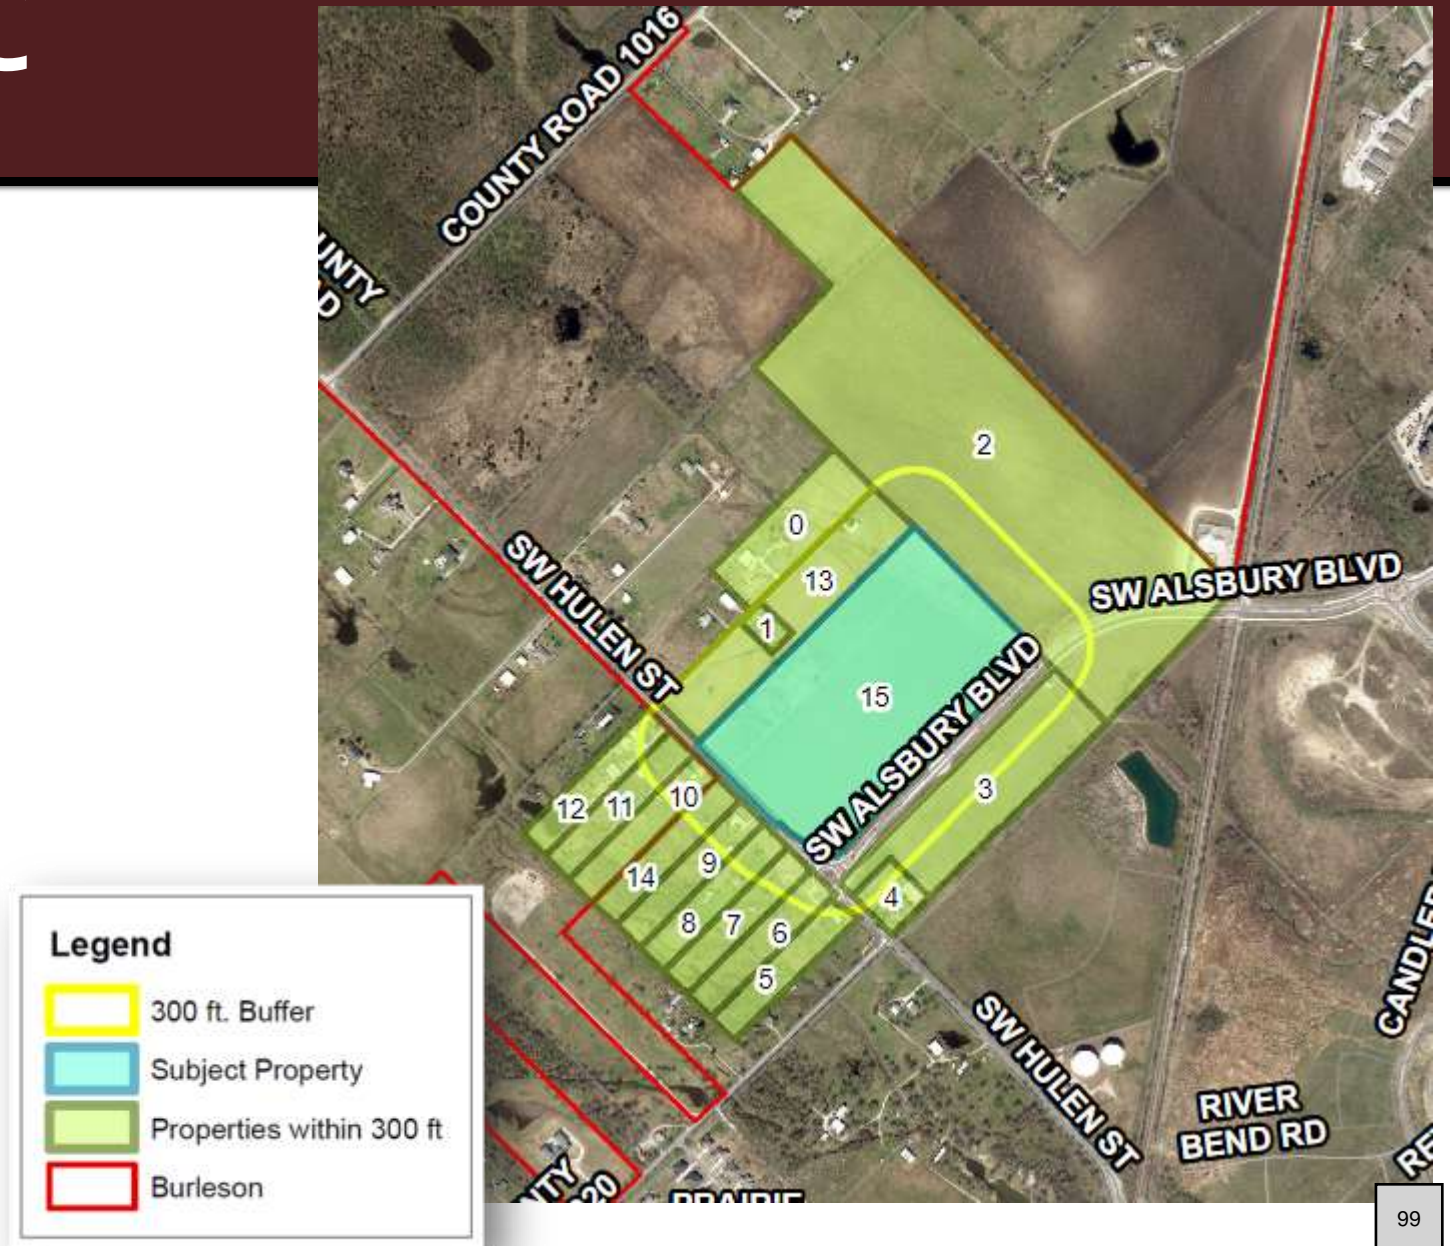 COUNTY ROAD 1016
2
0
SW ALSBURY BLVD
SW HULEN ST
13
1
15
SW ALSBURY BLVD
3
12
11
10
14
9
4
8
7
6
5
SW HULEN ST
RIVER
BEND RD
PRAIRIE
Legend
300 ft. Buffer
Subject Property
Properties within 300 ft
Burleson
99